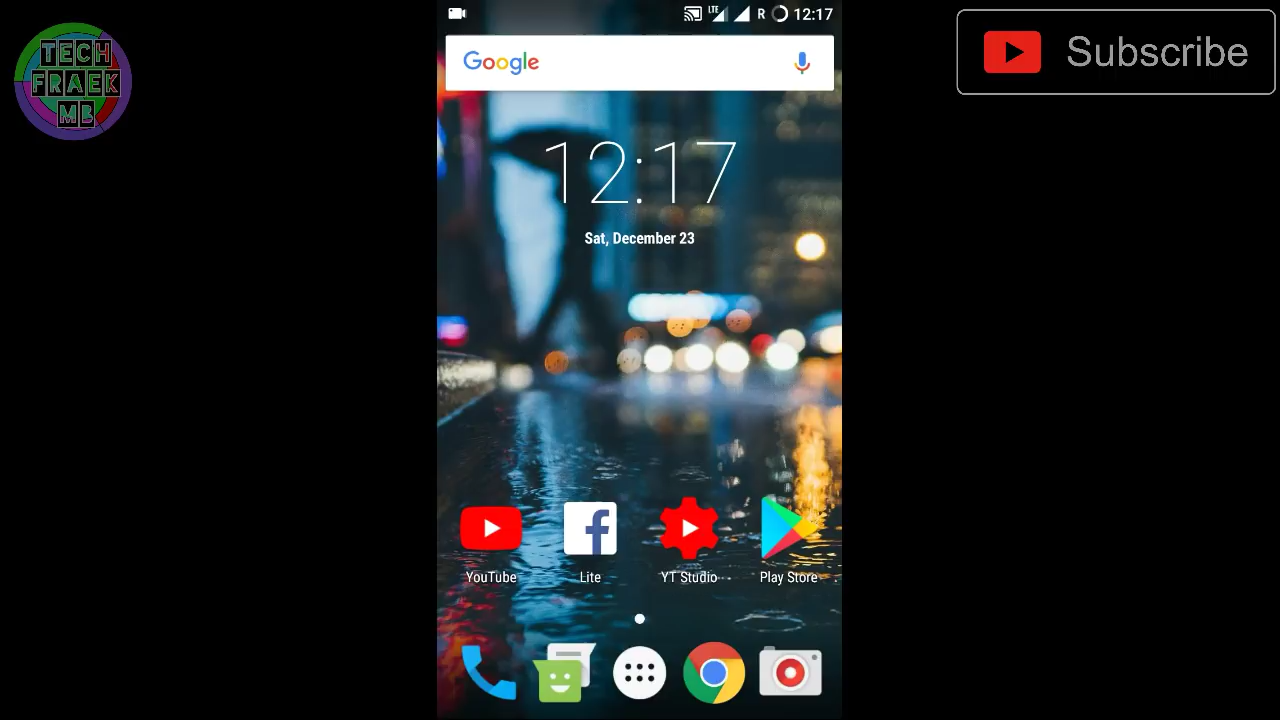 TECH
FRAEK
MB
LTE
R
12:17
Subscribe
Google
12:17
Sat, December 23
YouTube
Lite
YT Studio
Play Store